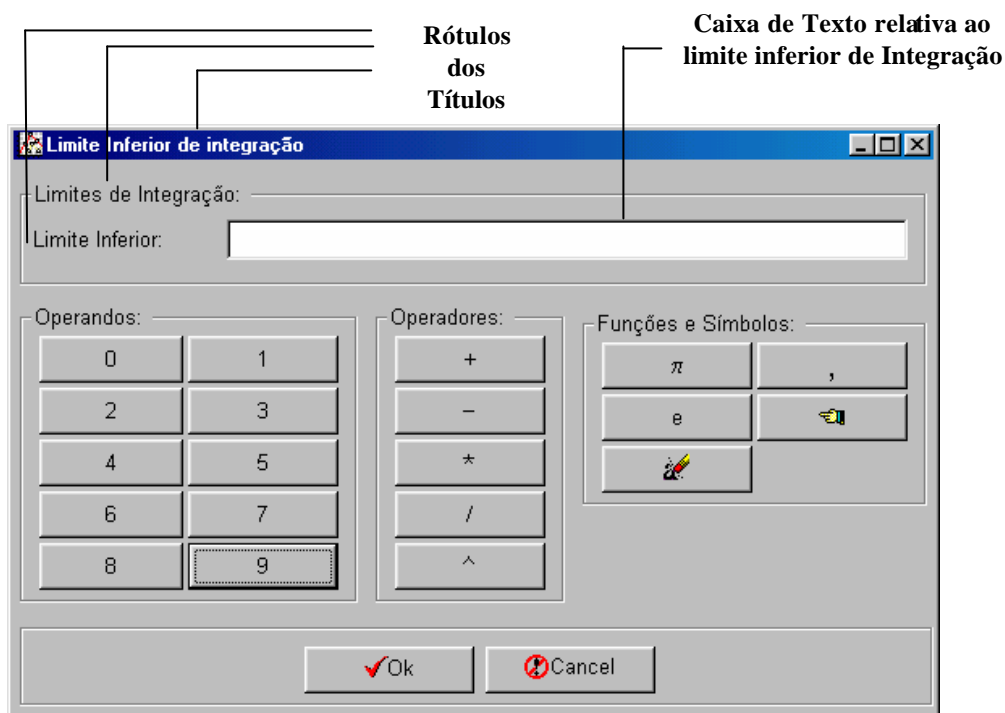 Rótulos
dos
Títulos
Caixa de Texto relativa ao
limite inferior de Integração
Limite Inferior de integração
Limites de Integração:
Limite Inferior:
Operandos:
0 1
2 3
4 5
6 7
8 9
Operadores:
+
−
*
/
^
Funções e Símbolos:
π ,
e
Ok Cancel